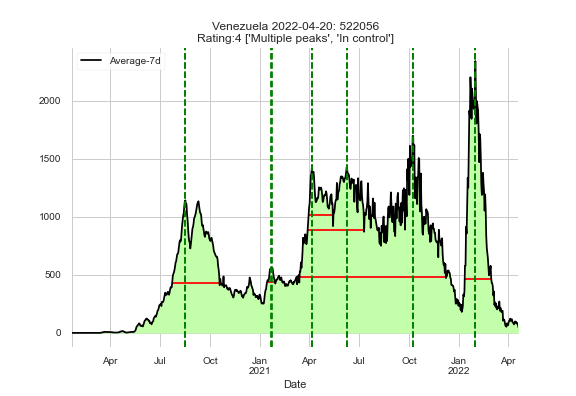 Venezuela 2022-04-20: 522056
Rating:4 ['Multiple peaks', 'In control']
Average-7d
2000
1500
1000
500
0
Apr
Jul
Oct
Jan
2021
Apr
Jul
Oct
Jan
2022
Apr
Date